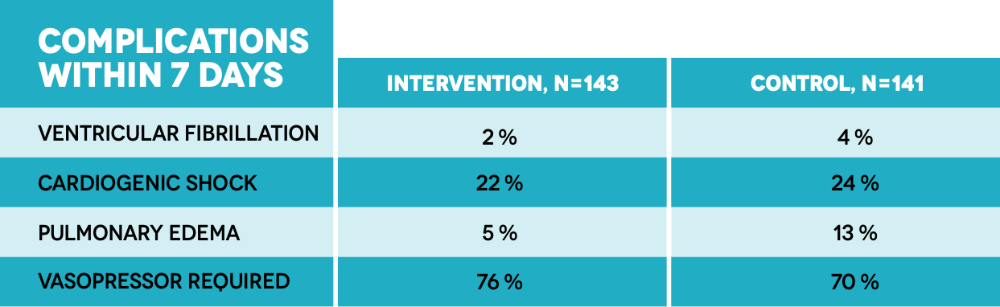 COMPLICATIONS
WITHIN 7 DAYS
INTERVENTION, N=143 CONTROL, N=141
VENTRICULAR FIBRILLATION 2 % 4 %
CARDIOGENIC SHOCK 22 % 24 %
PULMONARY EDEMA 5 % 13 %
VASOPRESSOR REQUIRED 76 % 70 %